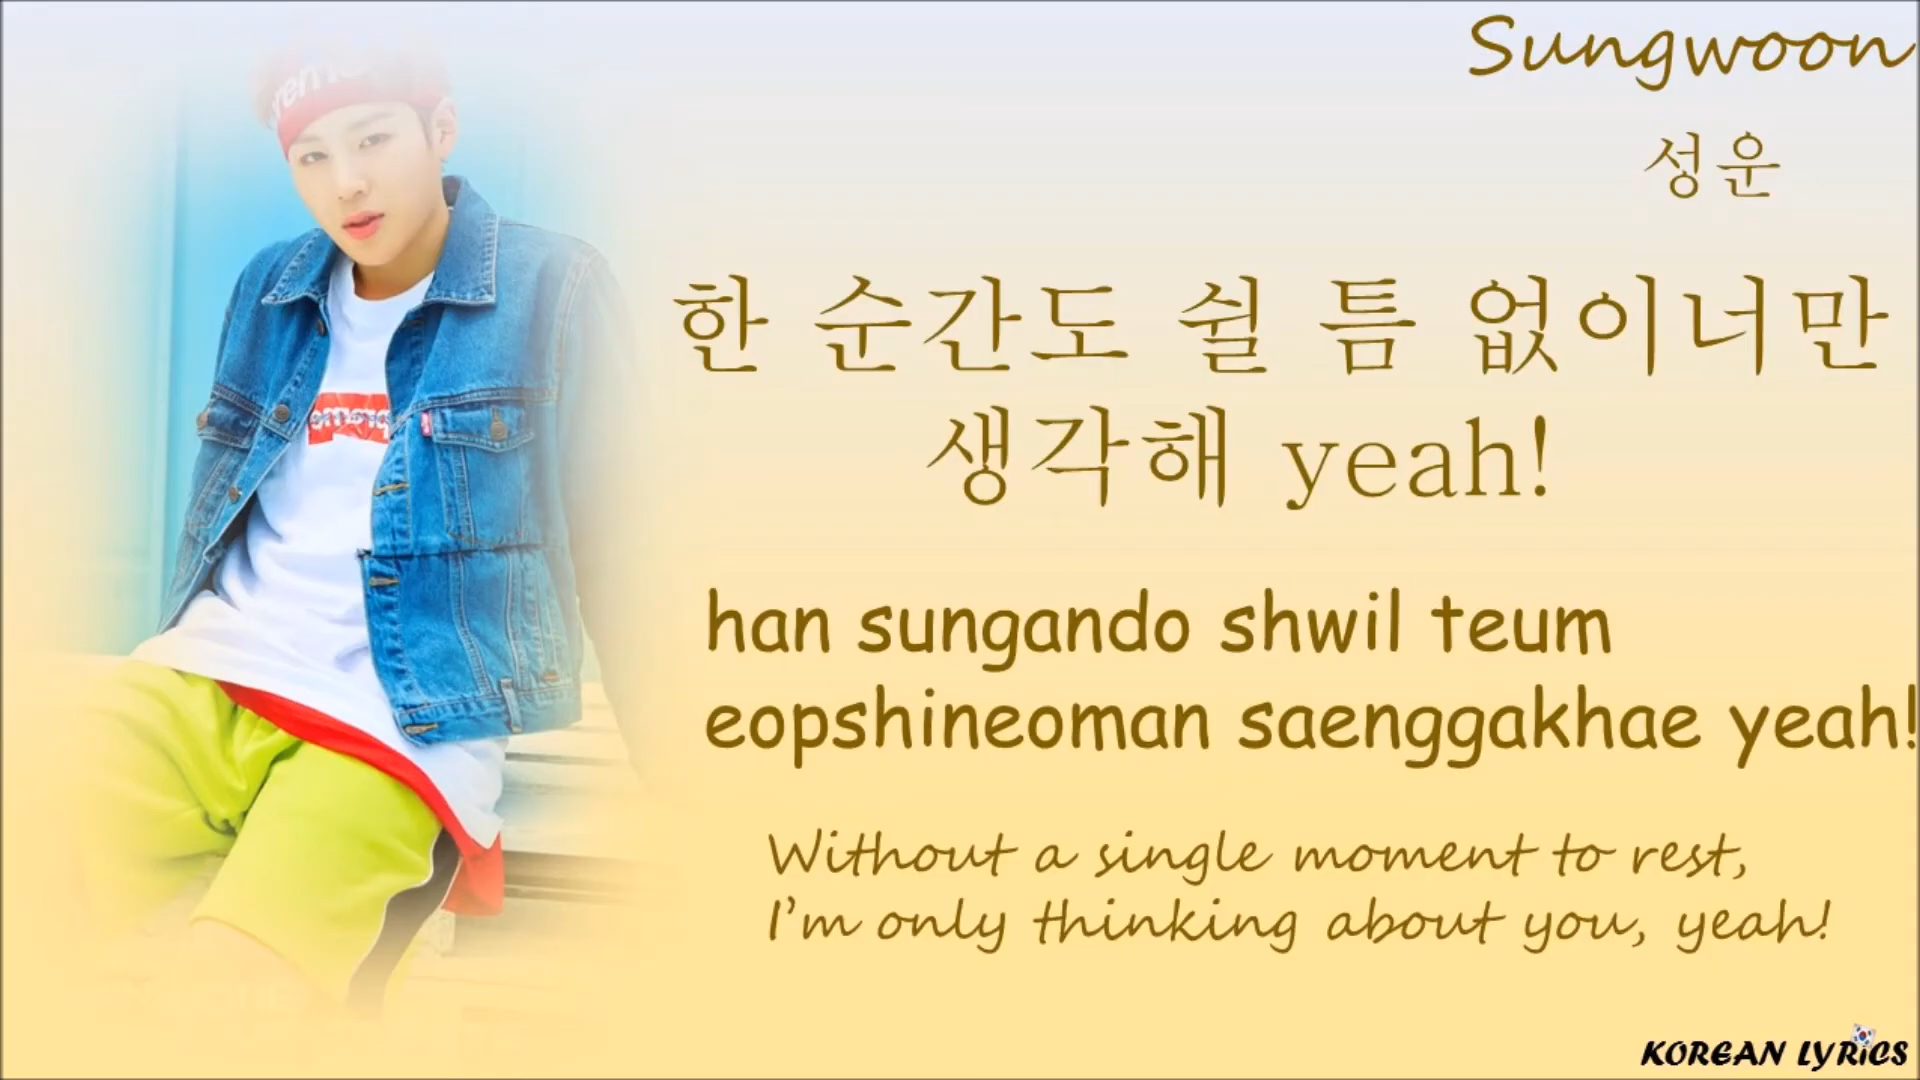 Sungwoon
성운
한 순간도 쉴 틈 없이너만
생각해 yeah!
han sungando shwil teum
eopshineoman saenggakhae yeah!
Without a single moment to rest,
I'm only thinking about you, yeah!
KOREAN LYRiCS